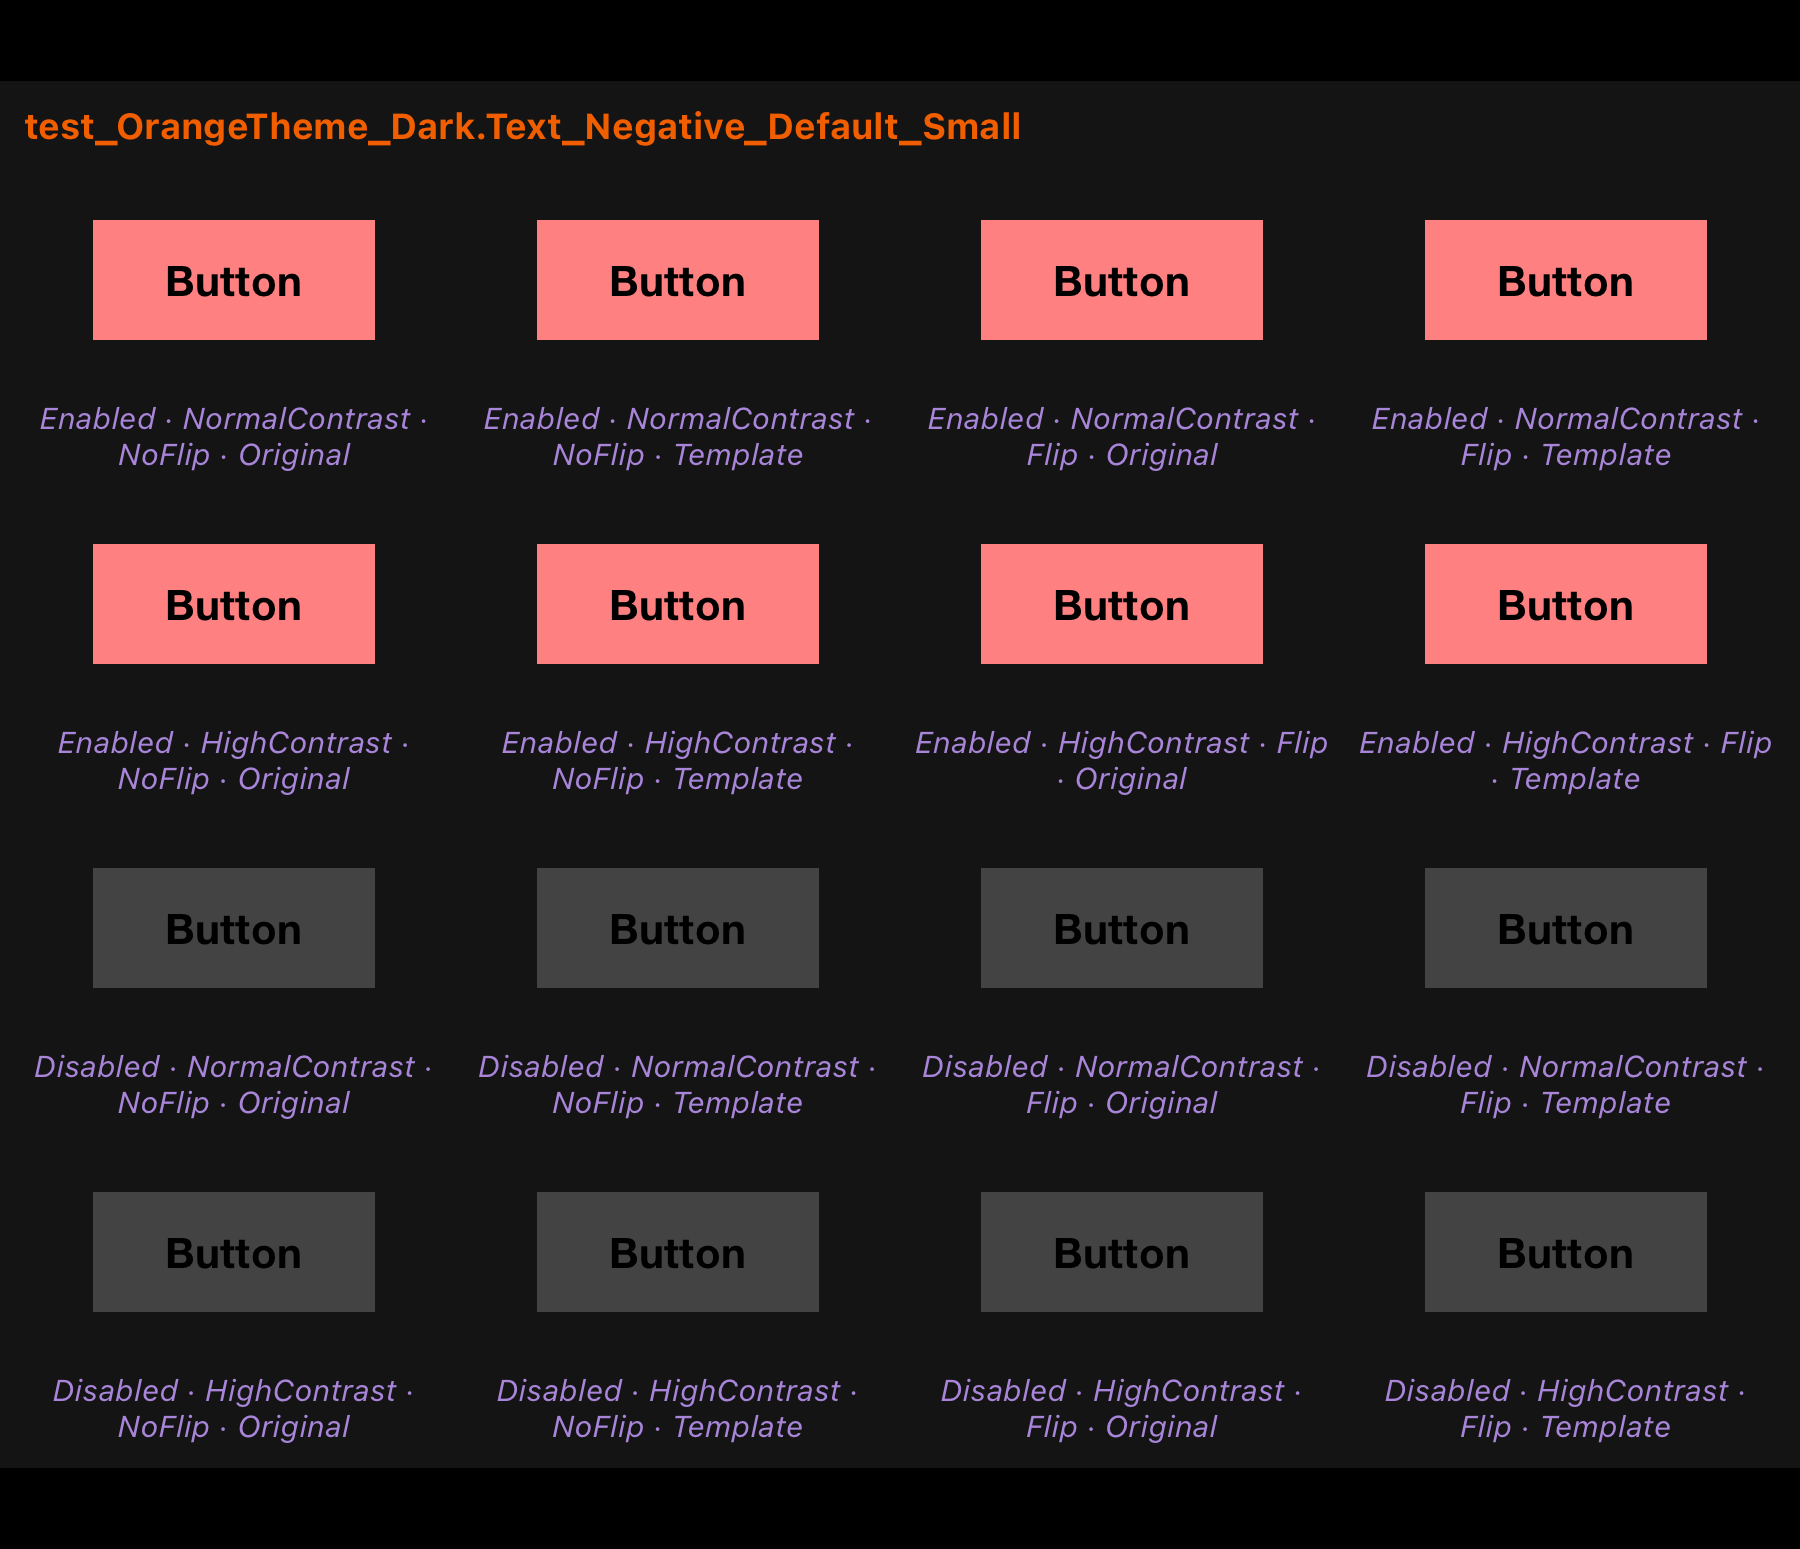 test_OrangeTheme_Dark.Text_Negative_Default_Small
Button Button Button Button
Enabled · NormalContrast · Enabled · NormalContrast · Enabled · NormalContrast · Enabled · NormalContrast ·
NoFlip · Original NoFlip · Template Flip · Original Flip · Template
Button Button Button Button
Enabled · HighContrast · Enabled · HighContrast · Enabled · HighContrast · Flip Enabled · HighContrast · Flip
NoFlip · Original NoFlip · Template · Original · Template
Button Button Button Button
Disabled · NormalContrast · Disabled · NormalContrast · Disabled · NormalContrast · Disabled · NormalContrast ·
NoFlip · Original NoFlip · Template Flip · Original Flip · Template
Button Button Button Button
Disabled · HighContrast · Disabled · HighContrast · Disabled · HighContrast · Disabled · HighContrast ·
NoFlip · Original NoFlip · Template Flip · Original Flip · Template